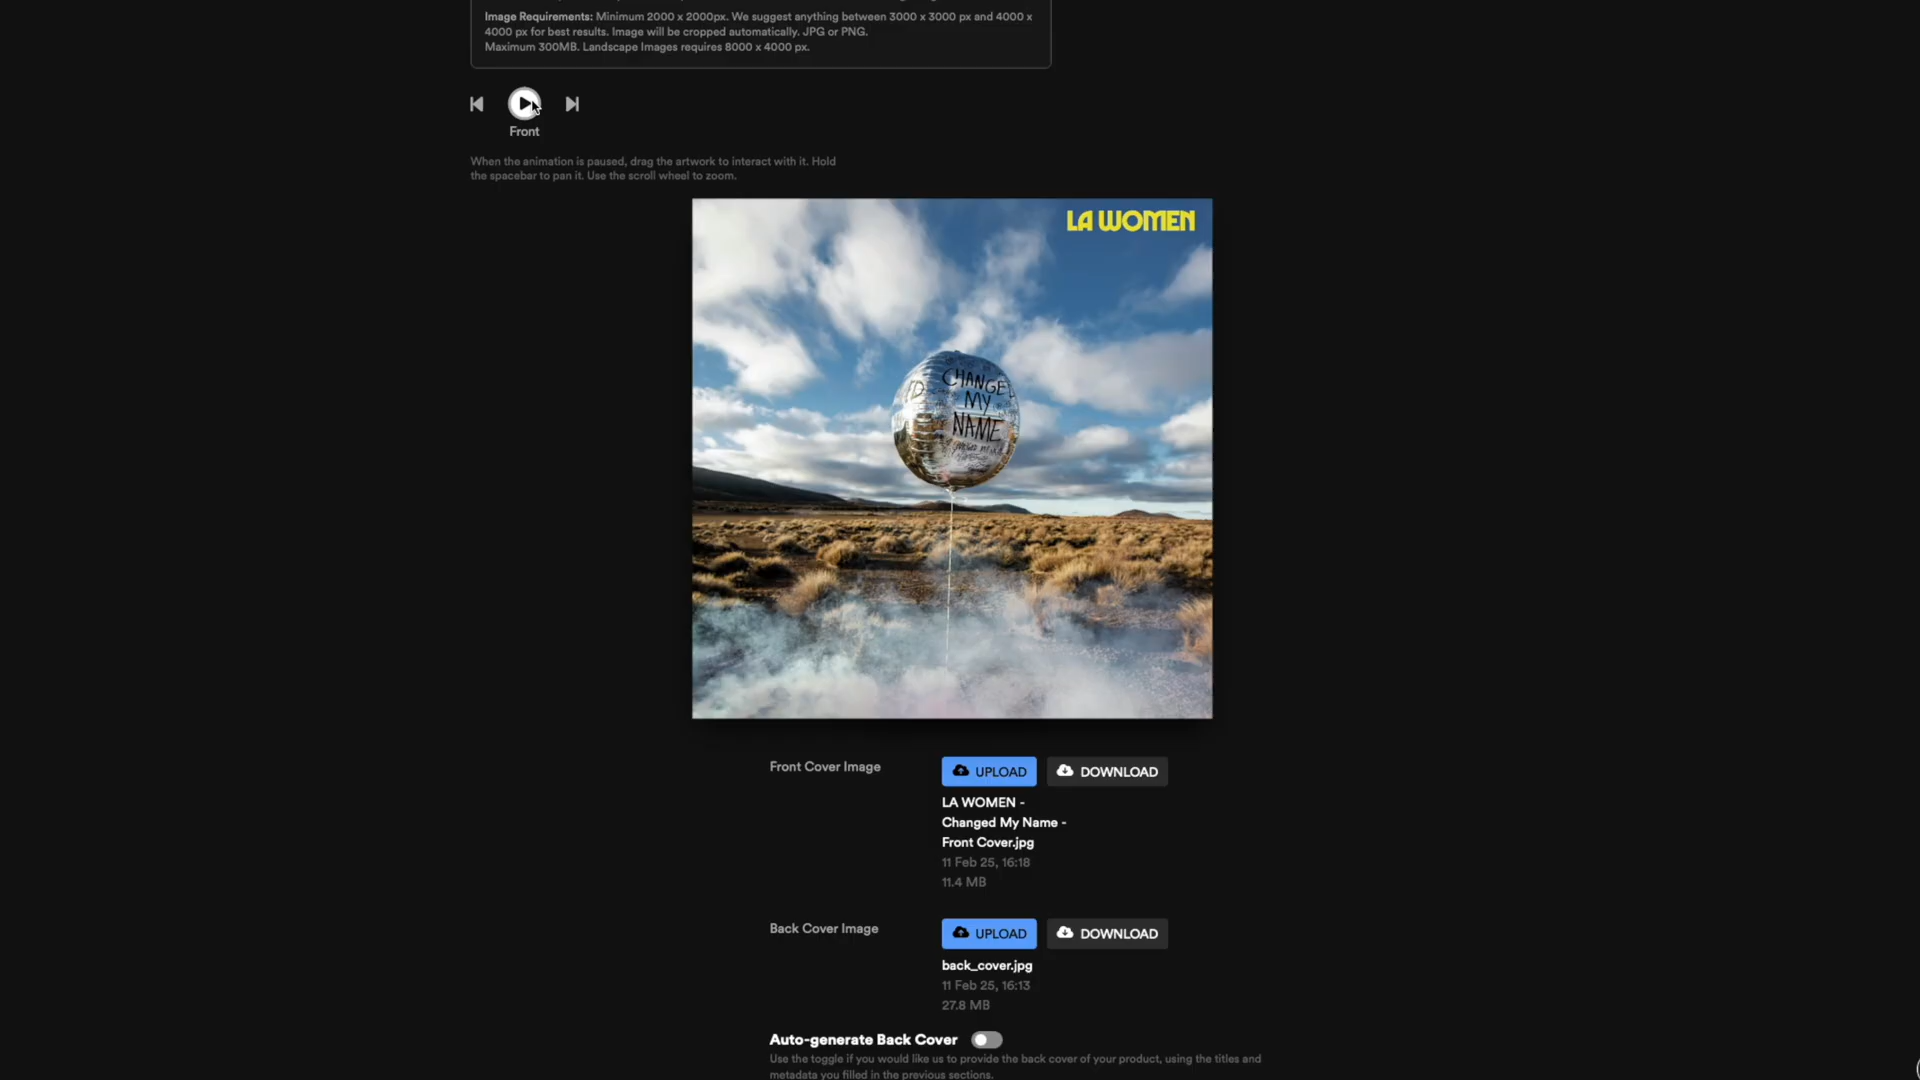 Image Requirements: Minimum 2000 x 2000px. We suggest anything between 3000 x 3000 px and 4000 x
4000 px for best results. Image will be cropped automatically. JPG or PNG.
Maximum 300MB. Landscape Images requires 8000 x 4000 px.
Front
When the animation is paused, drag the artwork to interact with it. Hold
the spacebar to pan it. Use the scroll wheel to zoom.
LA WOMEN
CHANGE
MY
NAME
Front Cover Image
UPLOAD
DOWNLOAD
LA WOMEN -
Changed My Name -
Front Cover.jpg
11 Feb 25, 16:18
11.4 MB
Back Cover Image
UPLOAD
DOWNLOAD
back_cover.jpg
11 Feb 25, 16:13
27.8 MB
Auto-generate Back Cover
Use the toggle if you would like us to provide the back cover of your product, using the titles and
metadata you filled in the previous sections.